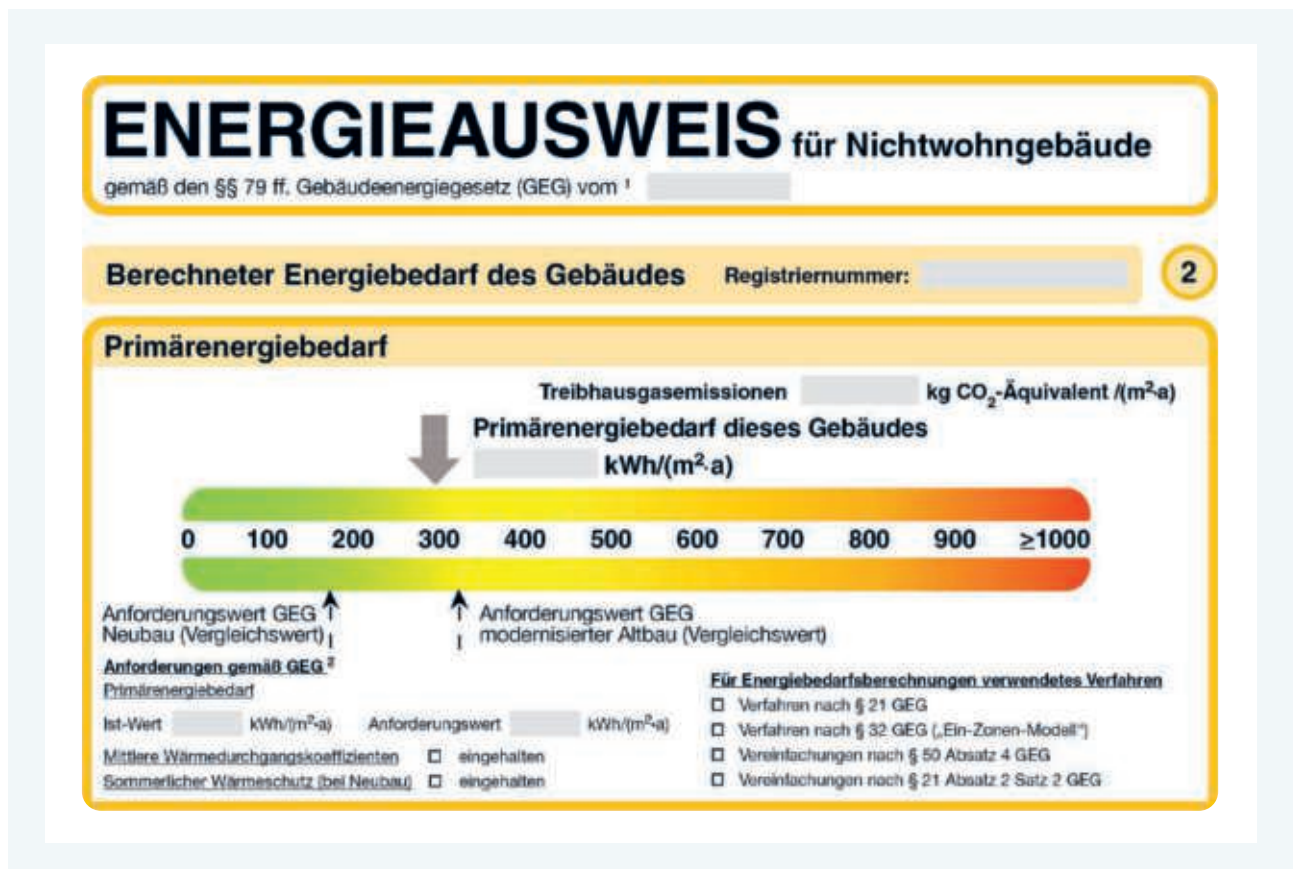 ENERGIEAUSWEIS für Nichtwohngebäude
gemäß den §§ 79 ff. Gebäudeenergiegesetz (GEG) vom ¹
Berechneter Energiebedarf des Gebäudes Registriernummer: 2
Primärenergiebedarf
Treibhausgasemissionen kg CO₂-Äquivalent /(m²·a)
Primärenergiebedarf dieses Gebäudes
kWh/(m²·a)
0 100 200 300 400 500 600 700 800 900 ≥1000
Anforderungswert GEG
Neubau (Vergleichswert)
Anforderungswert GEG
modernisierter Altbau (Vergleichswert)
Anforderungen gemäß GEG ²
Primärenergiebedarf
Ist-Wert kWh/(m²·a) Anforderungswert kWh/(m²·a)
Mittlere Wärmedurchgangskoeffizienten □ eingehalten
Sommerlicher Wärmeschutz (bei Neubau) □ eingehalten
Für Energiebedarfsberechnungen verwendetes Verfahren
□ Verfahren nach § 21 GEG
□ Verfahren nach § 32 GEG („Ein-Zonen-Modell")
□ Vereinfachungen nach § 50 Absatz 4 GEG
□ Vereinfachungen nach § 21 Absatz 2 Satz 2 GEG